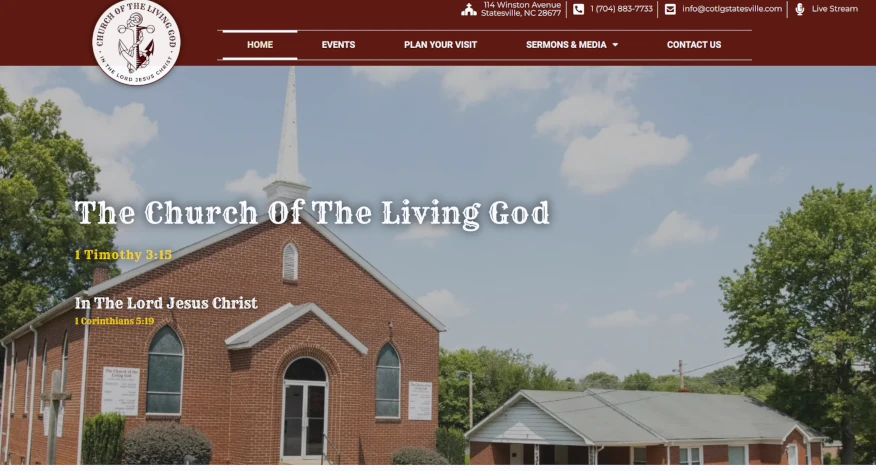 CHURCH OF THE LIVING GOD
IN THE LORD JESUS CHRIST
114 Winston Avenue
Statesville, NC 28677
1 (704) 883-7733
info@cotlgstatesville.com
Live Stream
HOME
EVENTS
PLAN YOUR VISIT
SERMONS & MEDIA
CONTACT US
The Church Of The Living God
1 Timothy 3:15
In The Lord Jesus Christ
1 Corinthians 5:19
The Church of the
Living God